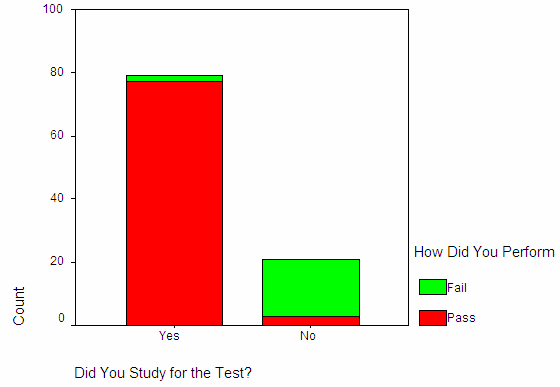 100
80
60
40
20
0
Count
Yes No
Did You Study for the Test?
How Did You Perform
Fail
Pass